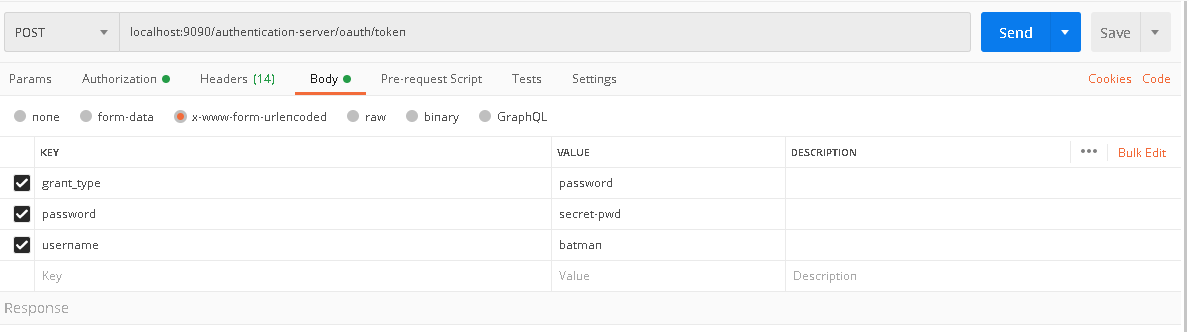 POST localhost:9090/authentication-server/oauth/token Send Save
Params Authorization Headers (14) Body Pre-request Script Tests Settings Cookies Code
none form-data x-www-form-urlencoded raw binary GraphQL
KEY VALUE DESCRIPTION ••• Bulk Edit
grant_type password
password secret-pwd
username batman
Key Value Description
Response